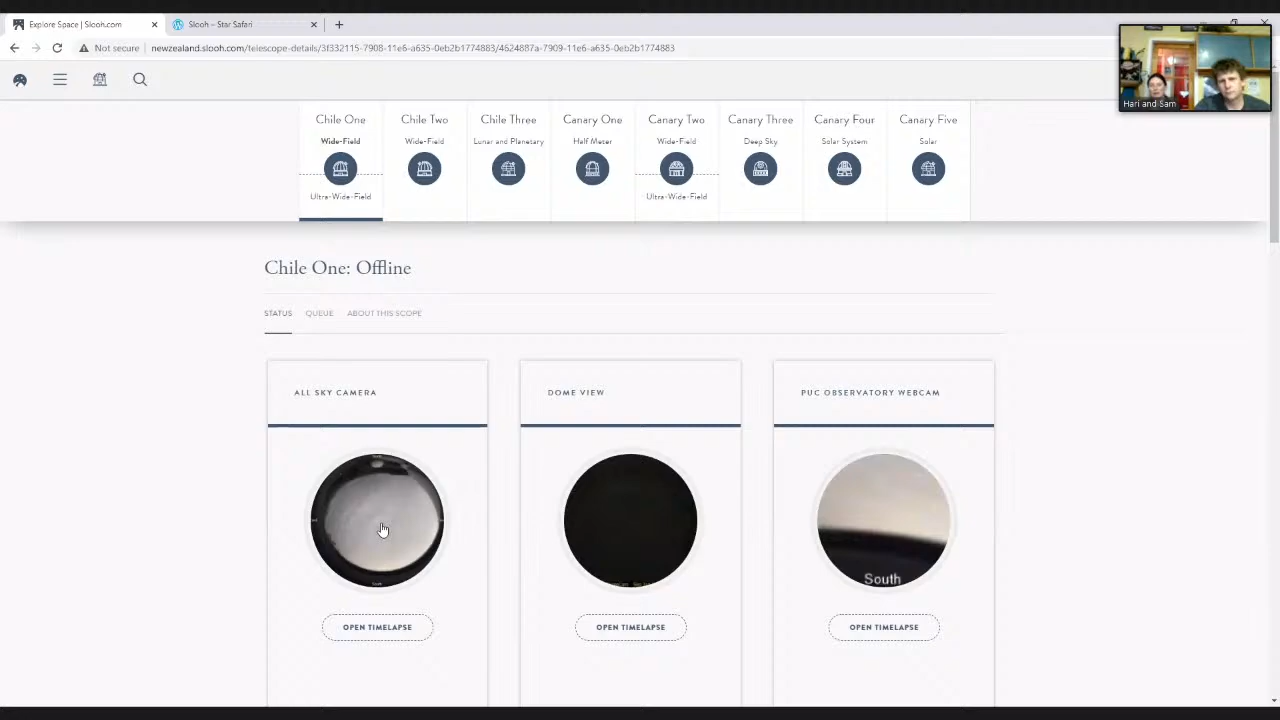 Explore Space | Slooh.com
Slooh – Star Safari
Not secure
newzealand.slooh.com/telescope-details/3f332115-7908-11e6-a635-0eb2b1774883/4624887a-7909-11e6-a635-0eb2b1774883
Hari and Sam
Chile One Chile Two Chile Three Canary One Canary Two Canary Three Canary Four Canary Five
Wide-Field Wide-Field Lunar and Planetary Half Meter Wide-Field Deep Sky Solar System Solar
Ultra-Wide-Field Ultra-Wide-Field
Chile One: Offline
STATUS QUEUE ABOUT THIS SCOPE
ALL SKY CAMERA DOME VIEW PUC OBSERVATORY WEBCAM
South
OPEN TIMELAPSE OPEN TIMELAPSE OPEN TIMELAPSE